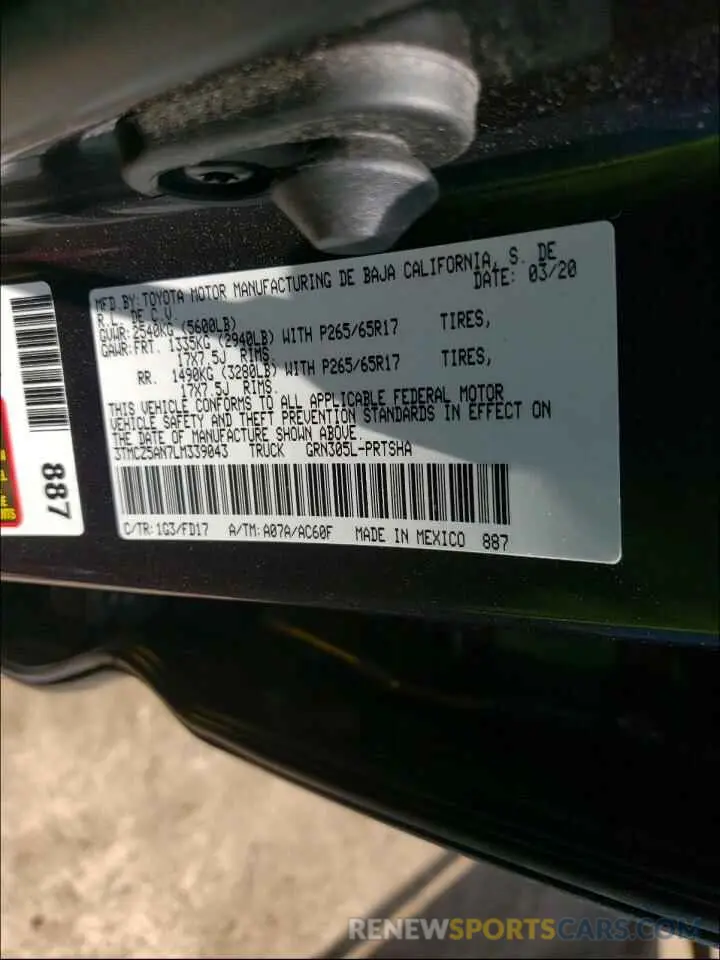 MFD BY: TOYOTA MOTOR MANUFACTURING DE BAJA CALIFORNIA, S. DE
R.L. DE C.V. DATE: 03/20
GVWR: 2540KG (5600LB)
GAWR: FRT. 1335KG (2940LB) WITH P265/65R17 TIRES,
17X7.5J RIMS.
RR. 1490KG (3280LB) WITH P265/65R17 TIRES,
17X7.5J RIMS.
THIS VEHICLE CONFORMS TO ALL APPLICABLE FEDERAL MOTOR
VEHICLE SAFETY AND THEFT PREVENTION STANDARDS IN EFFECT ON
THE DATE OF MANUFACTURE SHOWN ABOVE.
3TMCZ5AN7LM339043 TRUCK GRN305L-PRTSHA
C/TR: 1G3/FD17 A/TM: A07A/AC60F MADE IN MEXICO 887
887
RENEWSPORTSCARS.COM